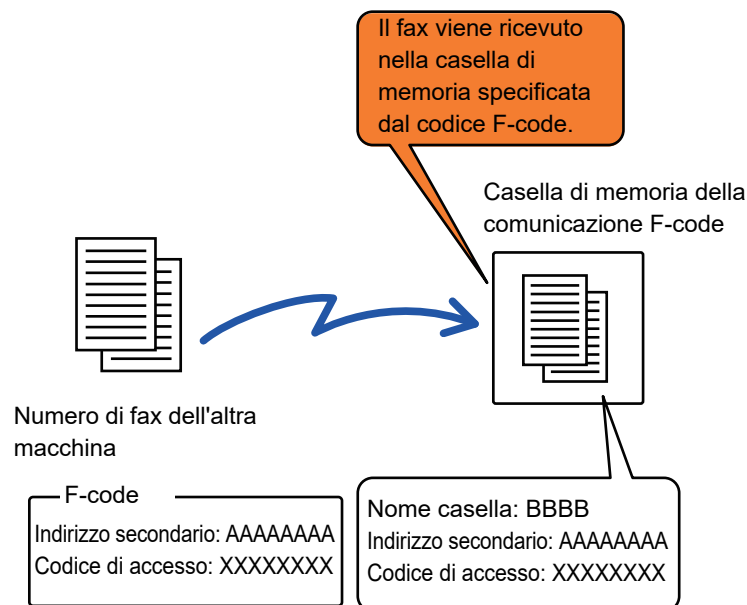 Il fax viene ricevuto
nella casella di
memoria specificata
dal codice F-code.
Casella di memoria della
comunicazione F-code
Numero di fax dell'altra
macchina
F-code
Indirizzo secondario: AAAAAAAA
Codice di accesso: XXXXXXXX
Nome casella: BBBB
Indirizzo secondario: AAAAAAAA
Codice di accesso: XXXXXXXX